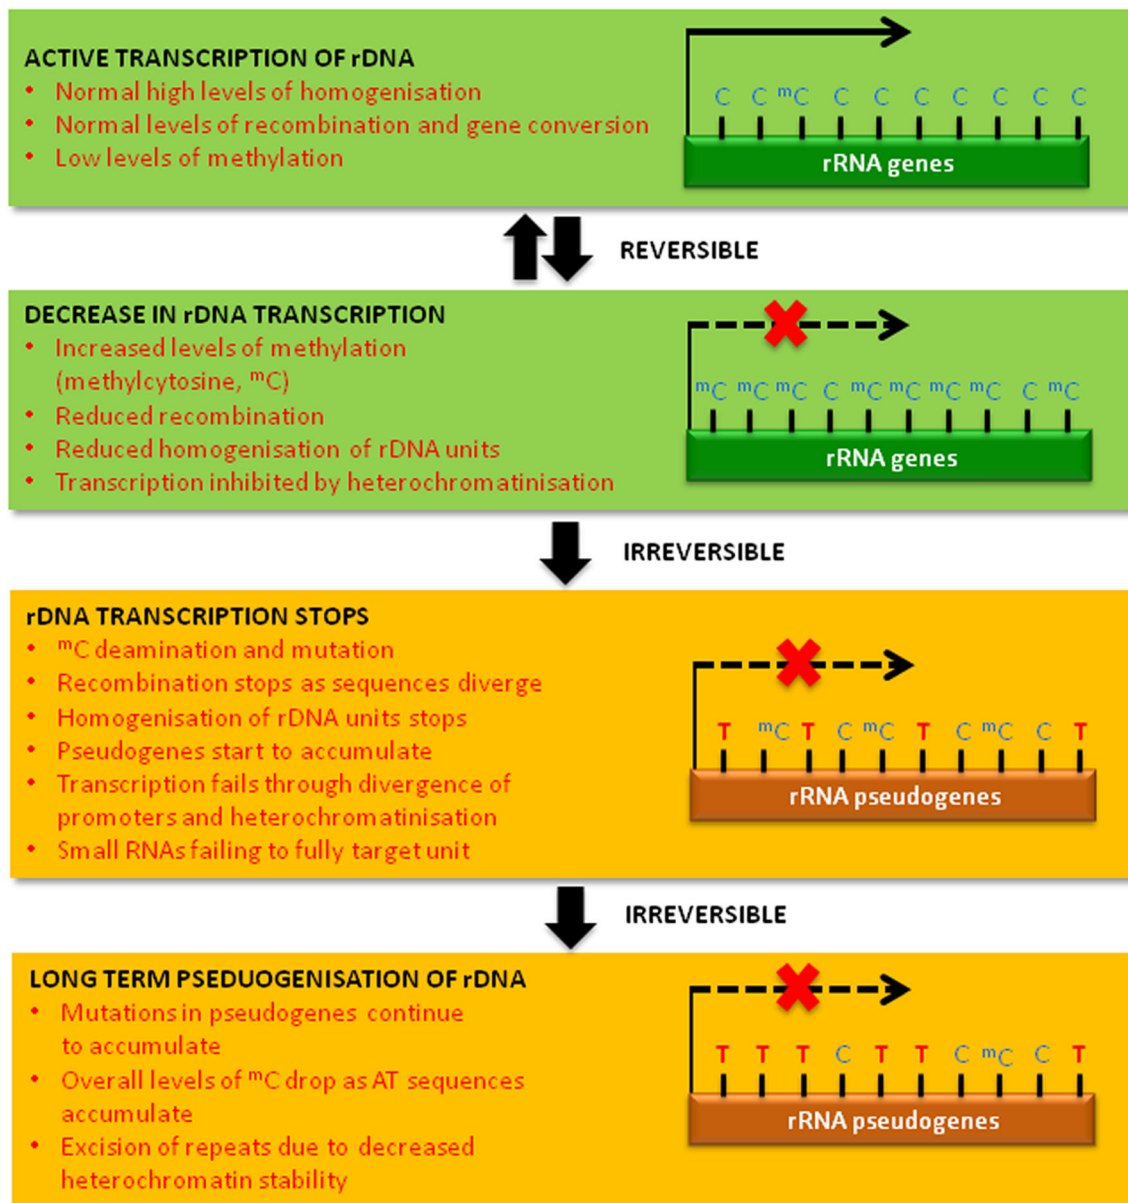 ACTIVE TRANSCRIPTION OF rDNA
• Normal high levels of homogenisation
• Normal levels of recombination and gene conversion
• Low levels of methylation
C C ᵐC C C C C C C C
rRNA genes
REVERSIBLE
DECREASE IN rDNA TRANSCRIPTION
• Increased levels of methylation
(methylcytosine, ᵐC)
• Reduced recombination
• Reduced homogenisation of rDNA units
• Transcription inhibited by heterochromatinisation
ᵐC ᵐC ᵐC C ᵐC ᵐC ᵐC ᵐC C ᵐC
rRNA genes
IRREVERSIBLE
rDNA TRANSCRIPTION STOPS
• ᵐC deamination and mutation
• Recombination stops as sequences diverge
• Homogenisation of rDNA units stops
• Pseudogenes start to accumulate
• Transcription fails through divergence of
promoters and heterochromatinisation
• Small RNAs failing to fully target unit
T ᵐC T C ᵐC T C ᵐC C T
rRNA pseudogenes
IRREVERSIBLE
LONG TERM PSEDUOGENISATION OF rDNA
• Mutations in pseudogenes continue
to accumulate
• Overall levels of ᵐC drop as AT sequences
accumulate
• Excision of repeats due to decreased
heterochromatin stability
T T T C T T C ᵐC C T
rRNA pseudogenes